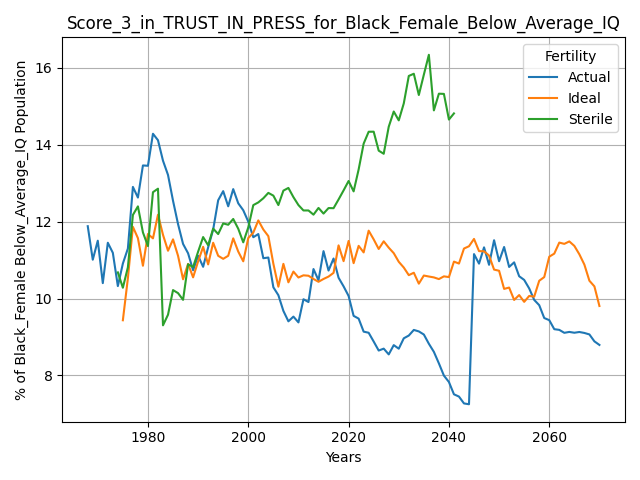 Score_3_in_TRUST_IN_PRESS_for_Black_Female_Below_Average_IQ
% of Black_Female Below_Average_IQ Population
16
14
12
10
8
Fertility
Actual
Ideal
Sterile
1980
2000
2020
2040
2060
Years